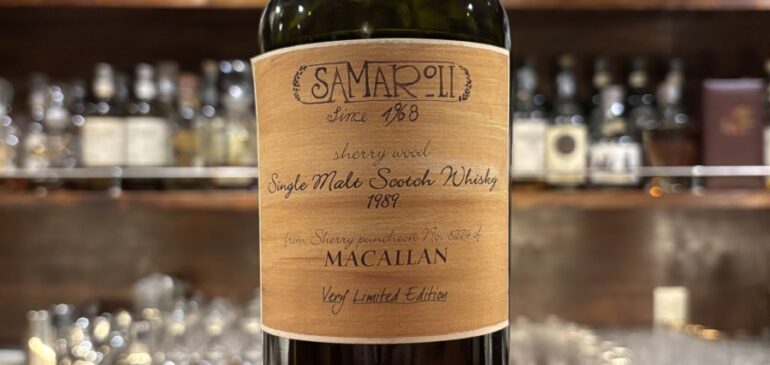 SAMAROLI
Since 1968
sherry wood
Single Malt Scotch Whisky
1989
from Sherry puncheon No. of
MACALLAN
Very Limited Edition